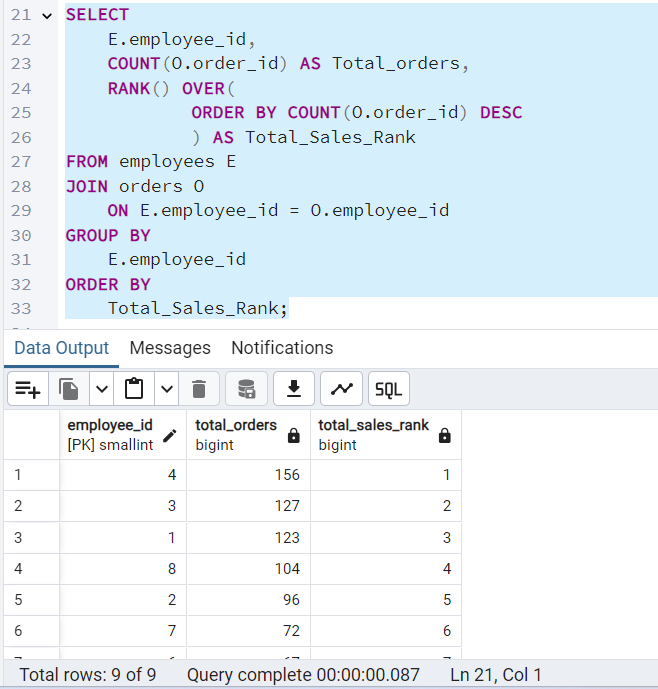 21 SELECT
22 E.employee_id,
23 COUNT(O.order_id) AS Total_orders,
24 RANK() OVER(
25 ORDER BY COUNT(O.order_id) DESC
26 ) AS Total_Sales_Rank
27 FROM employees E
28 JOIN orders O
29 ON E.employee_id = O.employee_id
30 GROUP BY
31 E.employee_id
32 ORDER BY
33 Total_Sales_Rank;
Data Output Messages Notifications
SQL
employee_id total_orders total_sales_rank
[PK] smallint bigint bigint
1 4 156 1
2 3 127 2
3 1 123 3
4 8 104 4
5 2 96 5
6 7 72 6
Total rows: 9 of 9 Query complete 00:00:00.087 Ln 21, Col 1